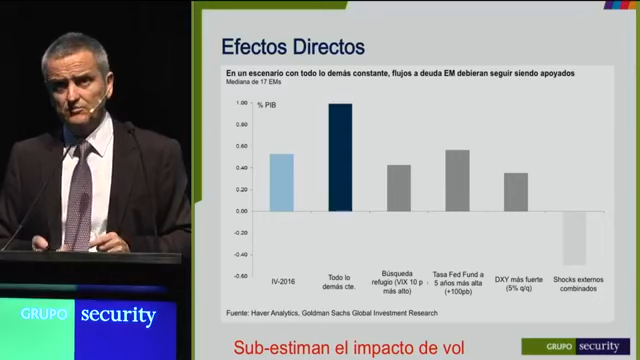 Efectos Directos
En un escenario con todo lo demás constante, flujos a deuda EM debieran seguir siendo apoyados
Mediana de 17 EMs
% PIB
1.00
0.80
0.60
0.40
0.20
0.00
-0.20
-0.40
-0.60
IV-2016
Todo lo
demás cte.
Búsqueda
refugio (VIX 10 p
más alto)
Tasa Fed Fund a
5 años más alta
(+100pb)
DXY más fuerte
(5% q/q)
Shocks externos
combinados
Fuente: Haver Analytics, Goldman Sachs Global Investment Research
Sub-estiman el impacto de vol
GRUPO security
GRUPO security